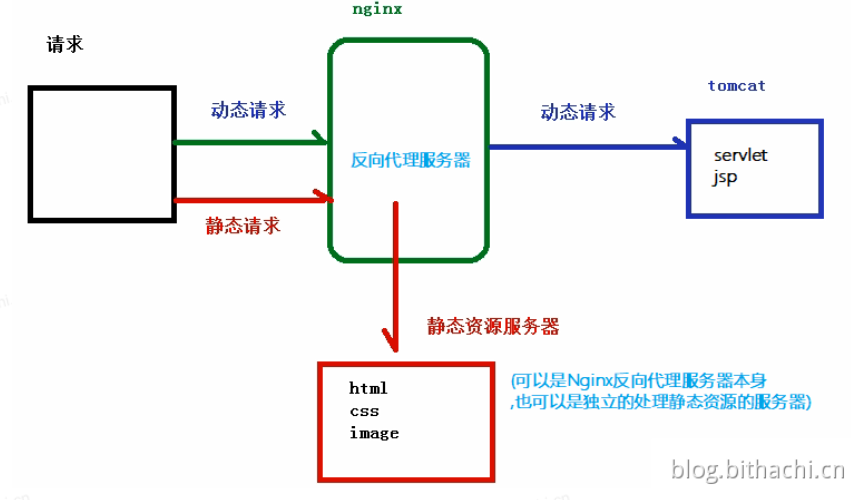 nginx
请求
动态请求
动态请求
tomcat
反向代理服务器
servlet
jsp
静态请求
静态资源服务器
html
css
image
(可以是Nginx反向代理服务器本身
,也可以是独立的处理静态资源的服务器)
blog.bithachi.cn